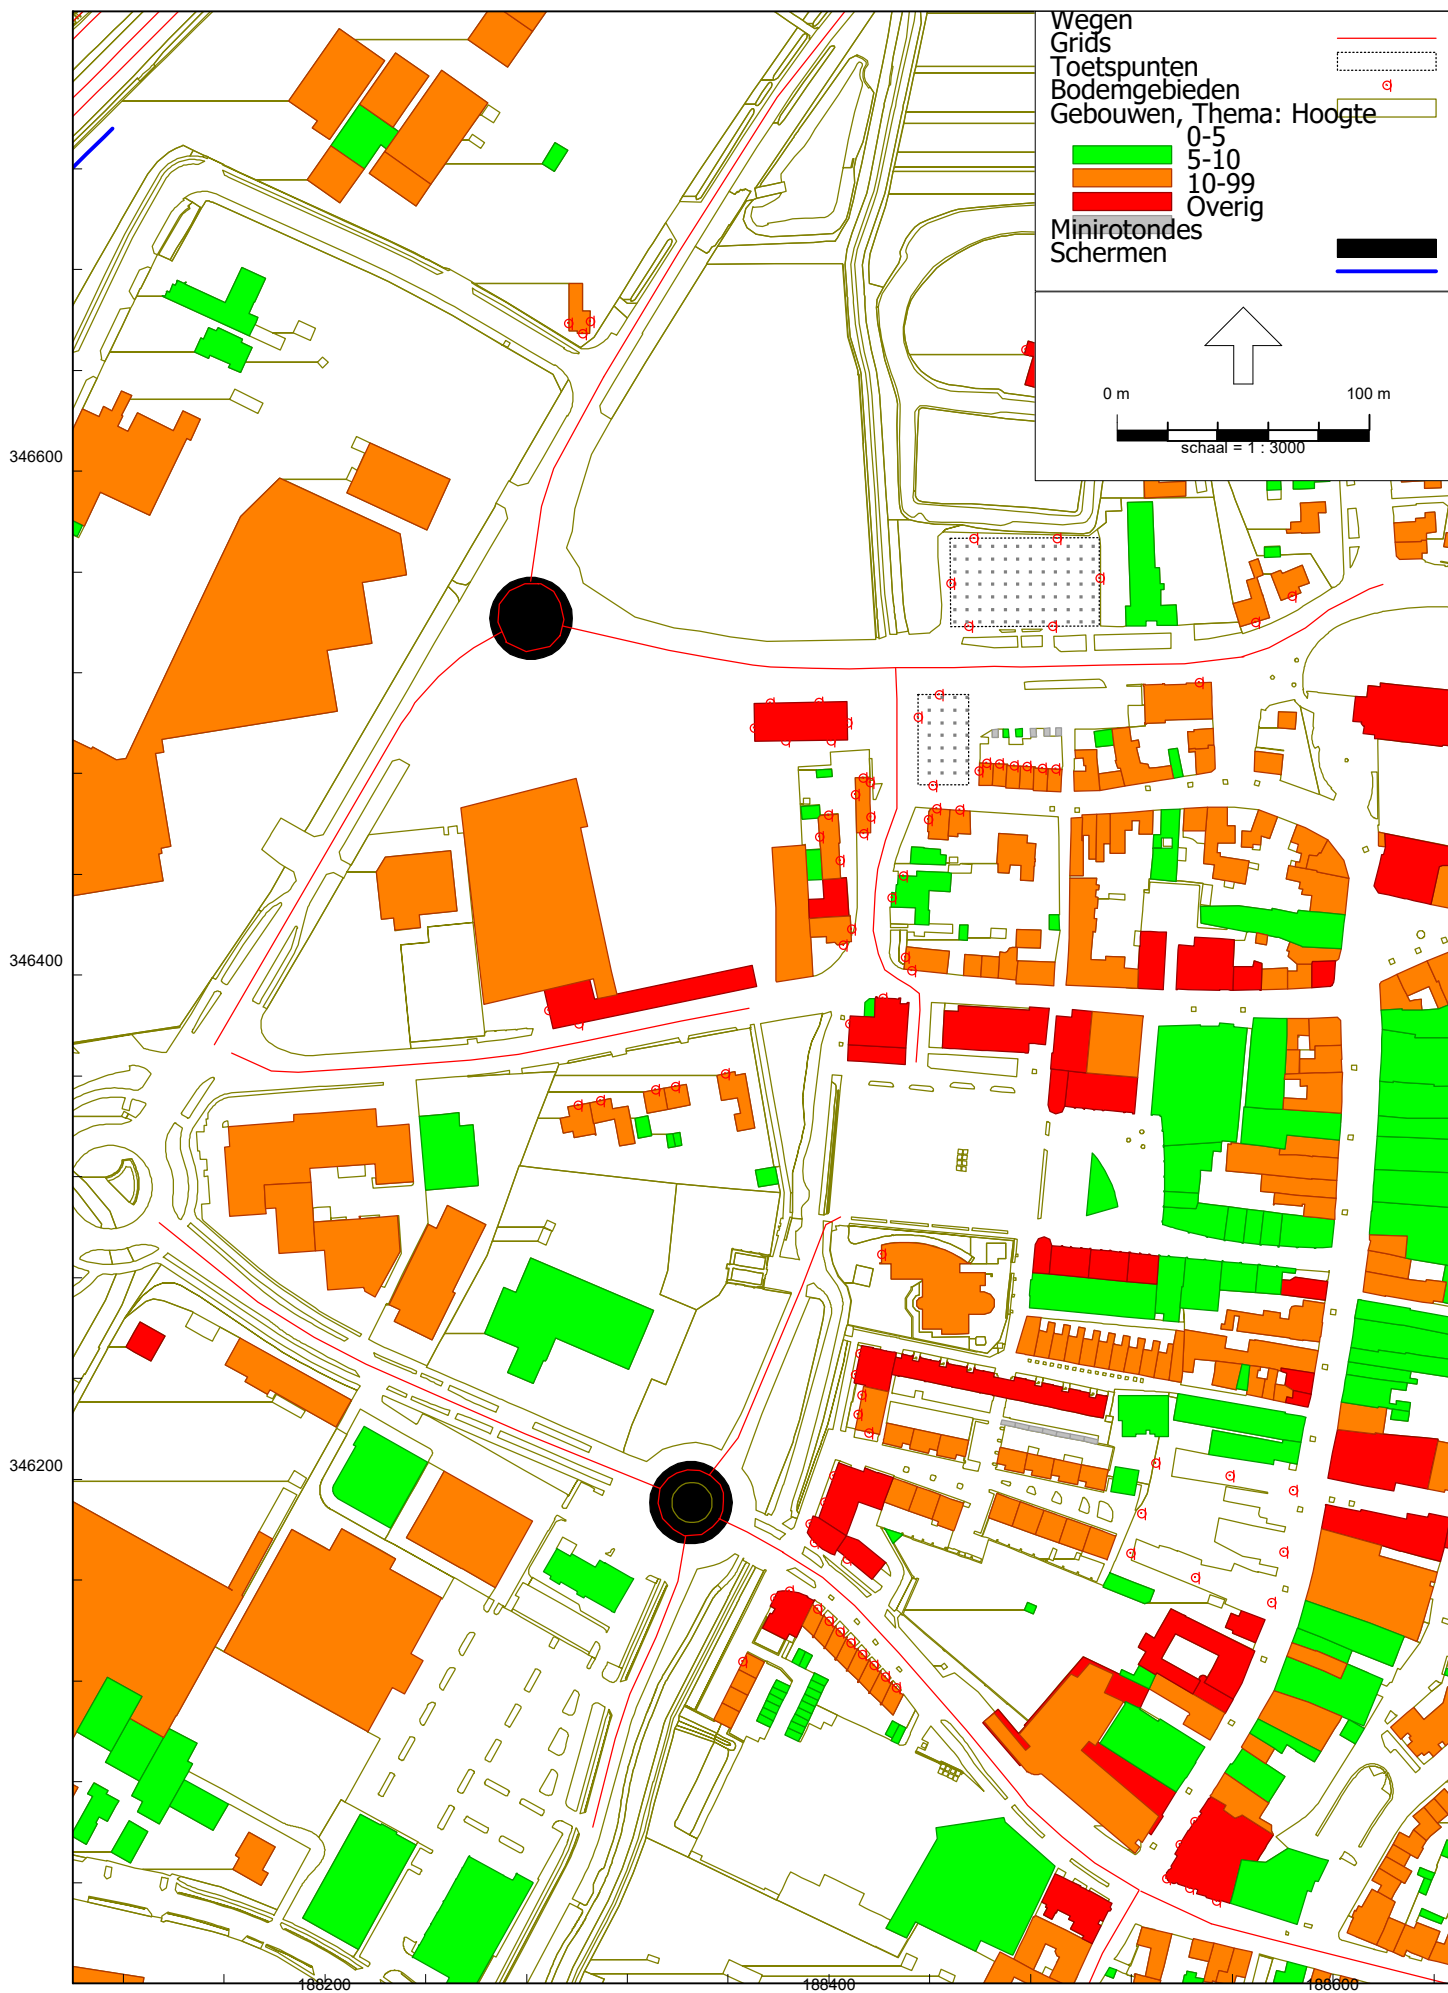 Wegen
Grids
Toetspunten
Bodemgebieden
Gebouwen, Thema: Hoogte
0-5
5-10
10-99
Overig
Minirotondes
Schermen
0 m 100 m
schaal = 1 : 3000
346600
346400
346200
188200 188400 188600